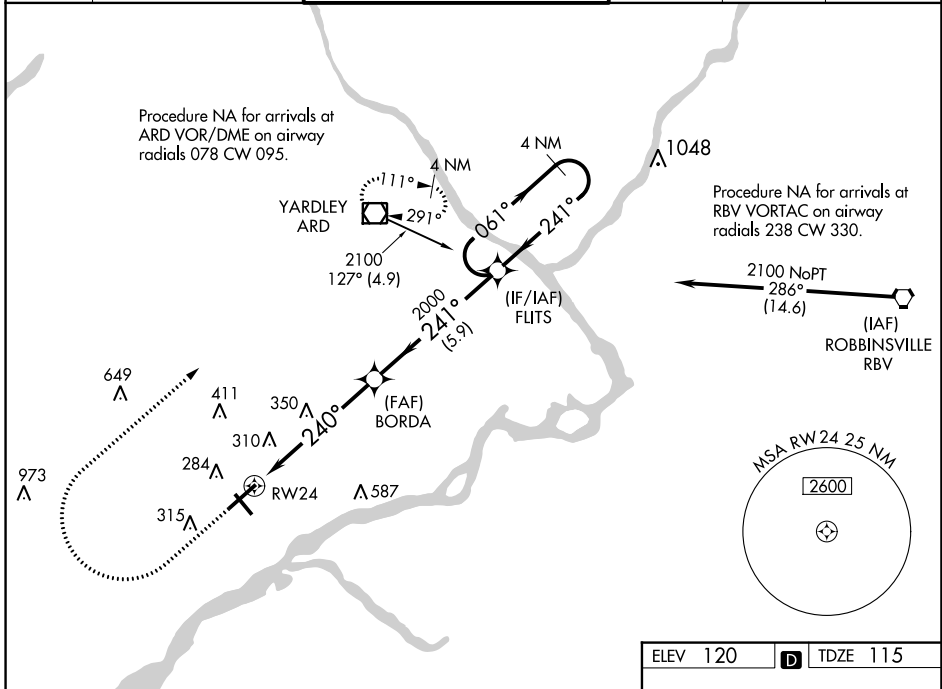 Procedure NA for arrivals at
ARD VOR/DME on airway
radials 078 CW 095.
4 NM
4 NM
1048
111°
291°
YARDLEY
ARD
061°
241°
Procedure NA for arrivals at
RBV VORTAC on airway
radials 238 CW 330.
2100
127° (4.9)
2100 NoPT
286°
(14.6)
(IF/IAF)
FLITS
(IAF)
ROBBINSVILLE
RBV
2000
241°
(5.9)
649
411
350
(FAF)
BORDA
240°
310
973
284
RW24
587
315
MSA RW 24 25 NM
2600
ELEV 120 D TDZE 115